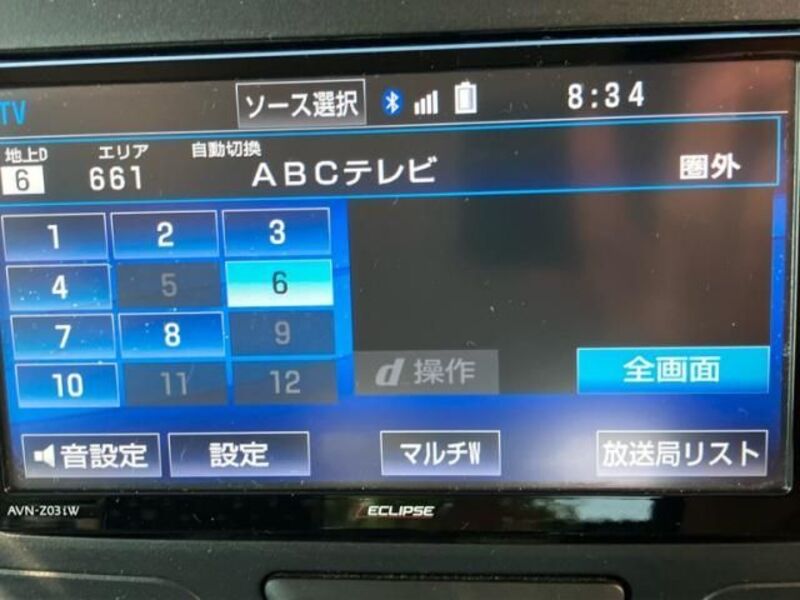 TV ソース選択 8:34
地上D エリア 自動切換
6 661 ABCテレビ 圏外
1 2 3
4 5 6
7 8 9
10 11 12
d 操作 全画面
音設定 設定 マルチW 放送局リスト
AVN-Z03iW ECLIPSE